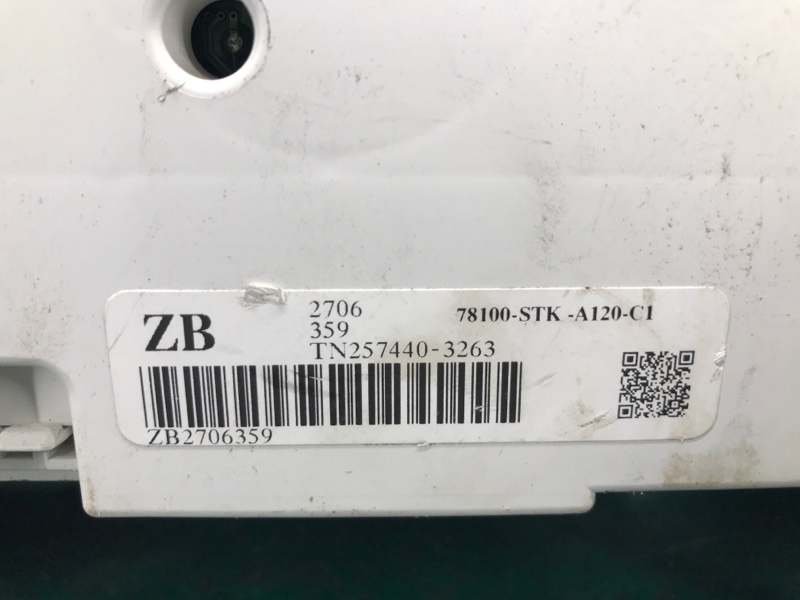 ZB
2706
359
TN257440-3263
78100-STK -A120-C1
ZB2706359